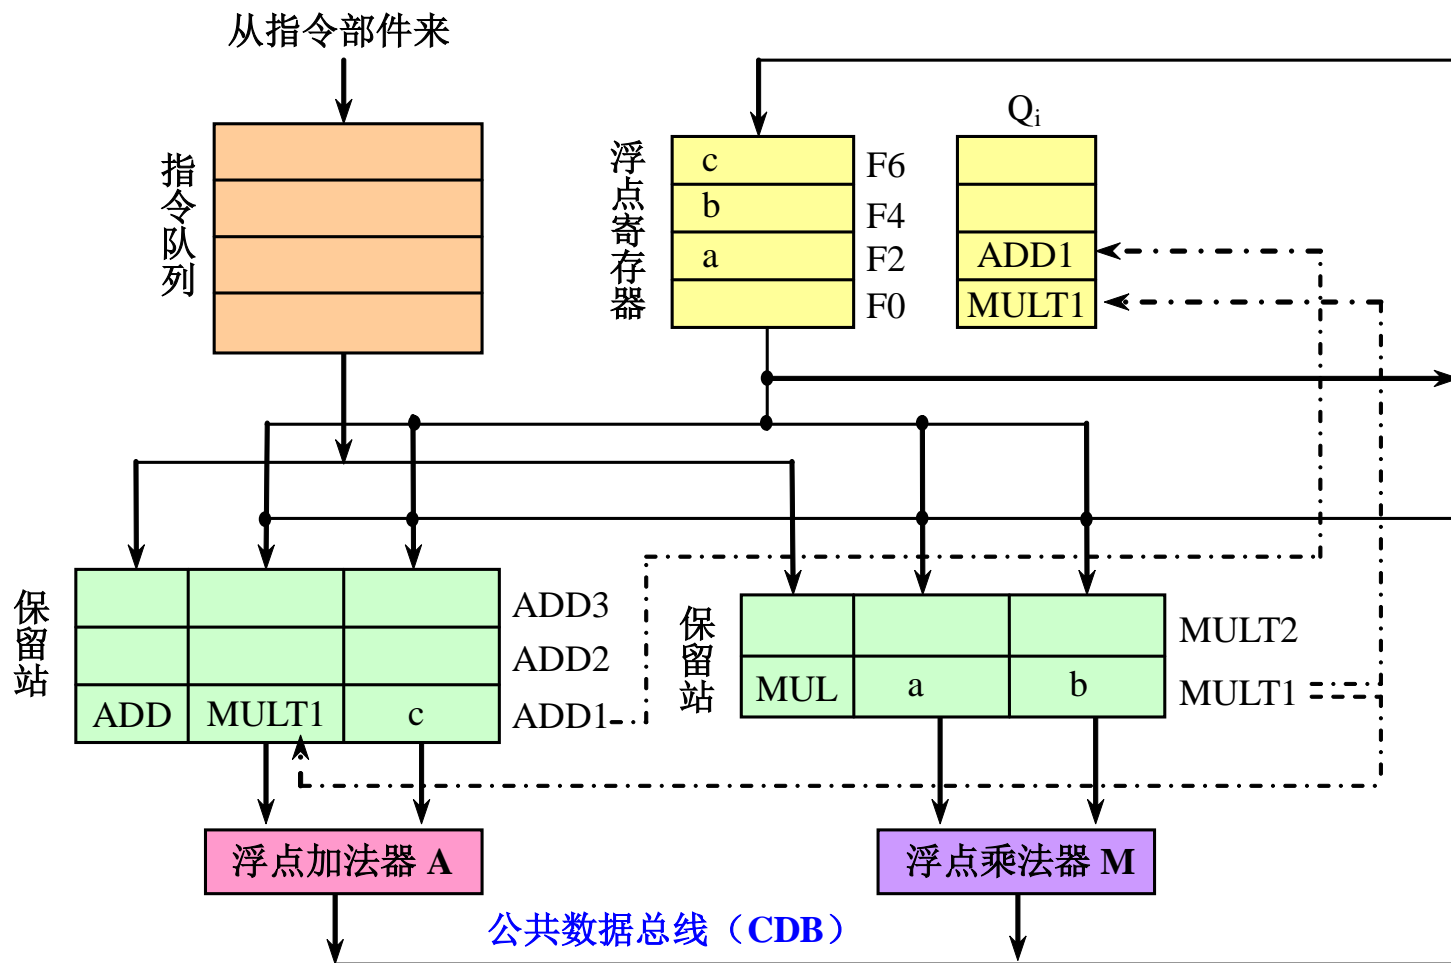 从指令部件来
指令队列
浮点寄存器
Qi
c F6
b F4
a F2 ADD1
F0 MULT1
保留站
ADD3
ADD2
ADD MULT1 c ADD1
保留站
MULT2
MUL a b MULT1
浮点加法器 A
浮点乘法器 M
公共数据总线（CDB）